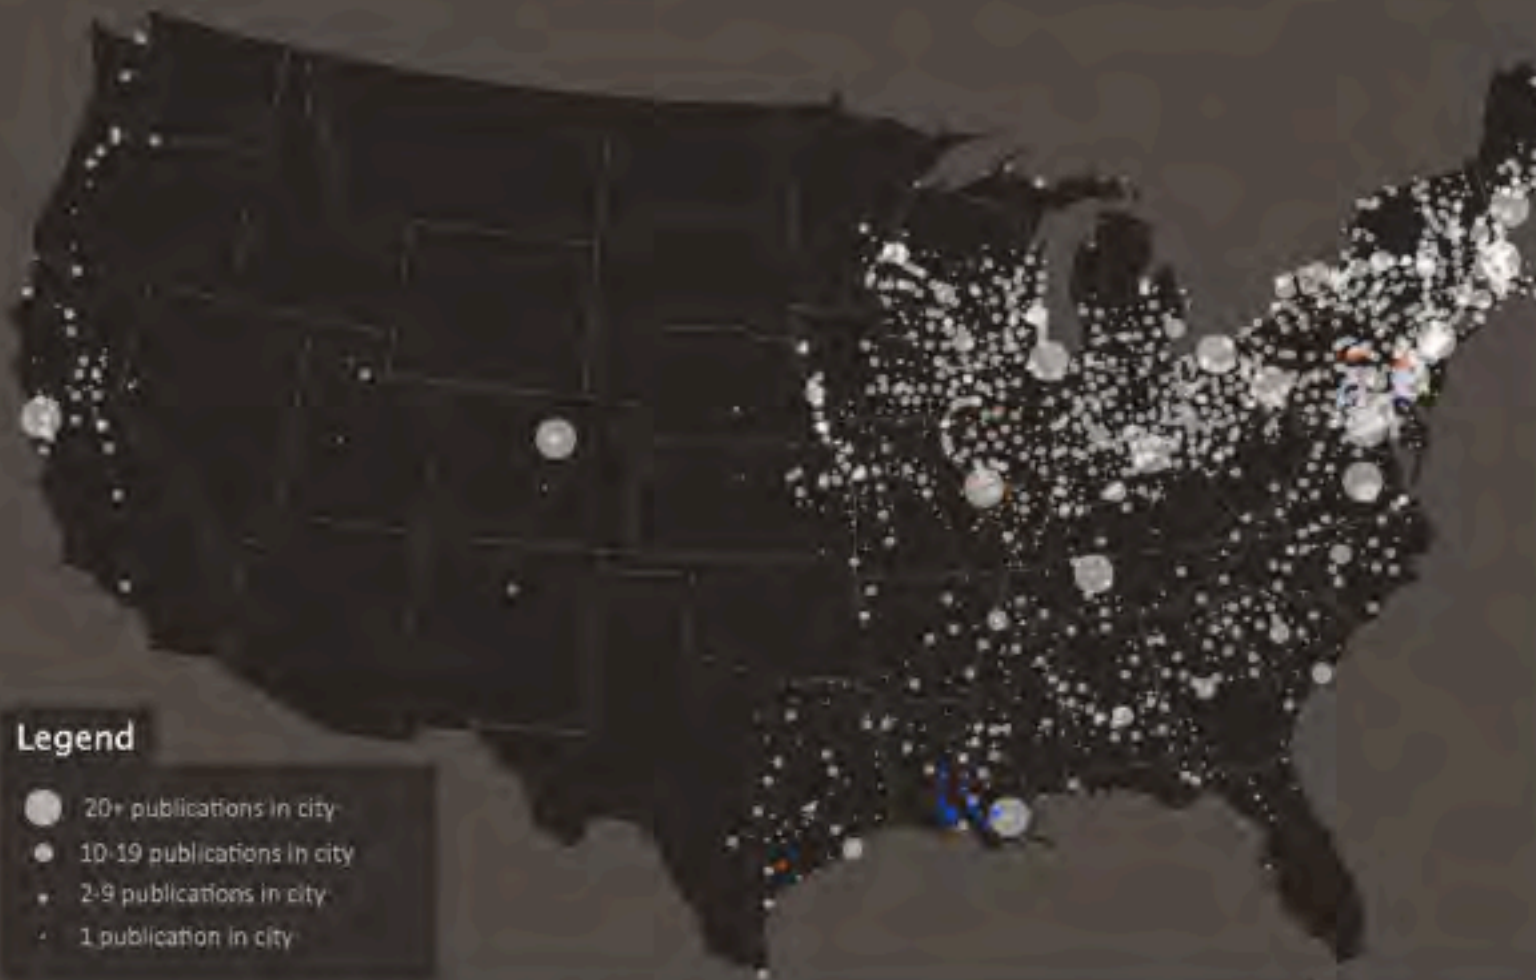 Legend
20+ publications in city
10-19 publications in city
2-9 publications in city
1 publication in city